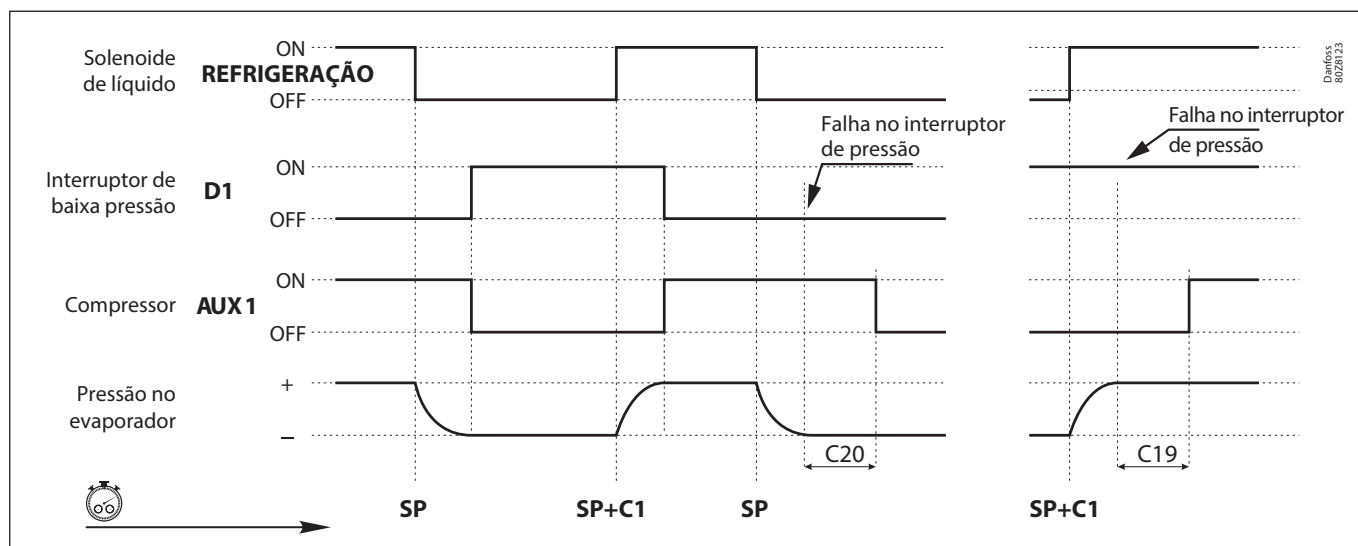 Solenoide
de líquido
REFRIGERAÇÃO
ON
OFF
Danfoss
80Z8123
Falha no interruptor
de pressão
Falha no interruptor
de pressão
Interruptor de
baixa pressão
D1
ON
OFF
Compressor
AUX 1
ON
OFF
Pressão no
evaporador
+
–
C20
C19
SP
SP+C1
SP
SP+C1